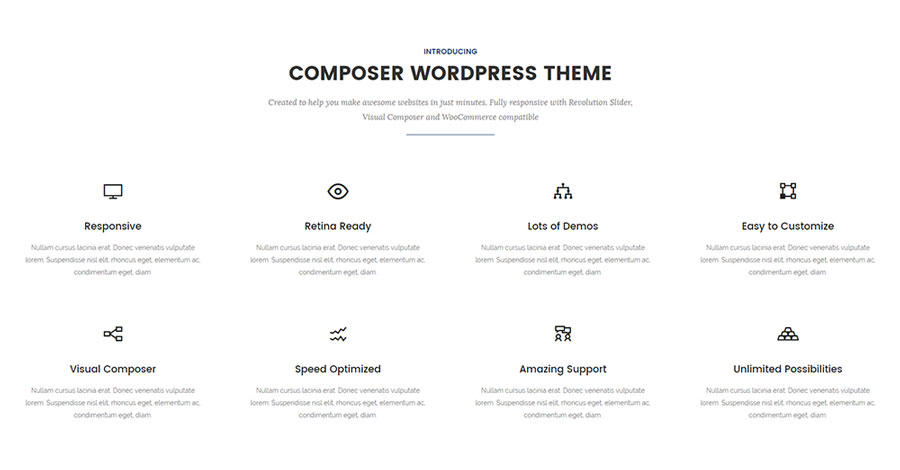 INTRODUCING
COMPOSER WORDPRESS THEME
Created to help you make awesome websites in just minutes. Fully responsive with Revolution Slider,
Visual Composer and WooCommerce compatible
Responsive
Nullam cursus lacinia erat. Donec venenatis vulputate
lorem. Suspendisse nisl elit, rhoncus eget, elementum ac,
condimentum eget, diam
Retina Ready
Nullam cursus lacinia erat. Donec venenatis vulputate
lorem. Suspendisse nisl elit, rhoncus eget, elementum ac,
condimentum eget, diam
Lots of Demos
Nullam cursus lacinia erat. Donec venenatis vulputate
lorem. Suspendisse nisl elit, rhoncus eget, elementum ac,
condimentum eget, diam
Easy to Customize
Nullam cursus lacinia erat. Donec venenatis vulputate
lorem. Suspendisse nisl elit, rhoncus eget, elementum ac,
condimentum eget, diam
Visual Composer
Nullam cursus lacinia erat. Donec venenatis vulputate
lorem. Suspendisse nisl elit, rhoncus eget, elementum ac,
condimentum eget, diam
Speed Optimized
Nullam cursus lacinia erat. Donec venenatis vulputate
lorem. Suspendisse nisl elit, rhoncus eget, elementum ac,
condimentum eget, diam
Amazing Support
Nullam cursus lacinia erat. Donec venenatis vulputate
lorem. Suspendisse nisl elit, rhoncus eget, elementum ac,
condimentum eget, diam
Unlimited Possibilities
Nullam cursus lacinia erat. Donec venenatis vulputate
lorem. Suspendisse nisl elit, rhoncus eget, elementum ac,
condimentum eget, diam